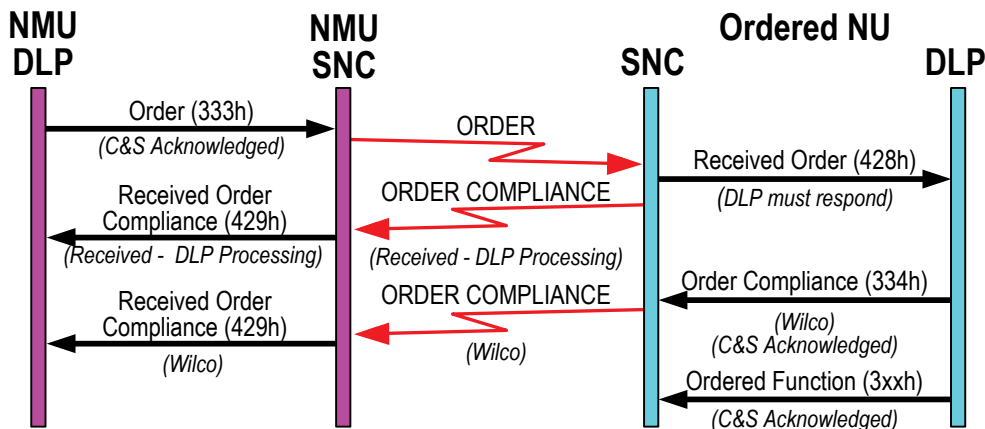 NMU
DLP
NMU
SNC
Ordered NU
SNC
DLP
Order (333h)
(C&S Acknowledged)
ORDER
Received Order (428h)
(DLP must respond)
Received Order
Compliance (429h)
(Received -  DLP Processing)
ORDER COMPLIANCE
(Received - DLP Processing)
Order Compliance (334h)
(Wilco)
(C&S Acknowledged)
Received Order
Compliance (429h)
(Wilco)
ORDER COMPLIANCE
(Wilco)
Ordered Function (3xxh)
(C&S Acknowledged)